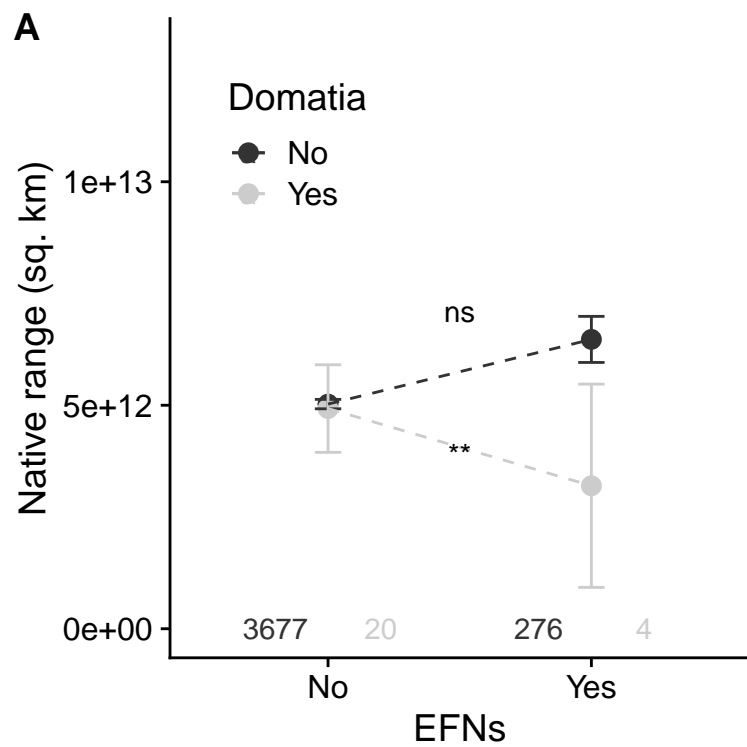 A
Domatia
No
Yes
Native range (sq. km)
1e+13
5e+12
0e+00
ns
**
3677 20 276 4
No Yes
EFNs